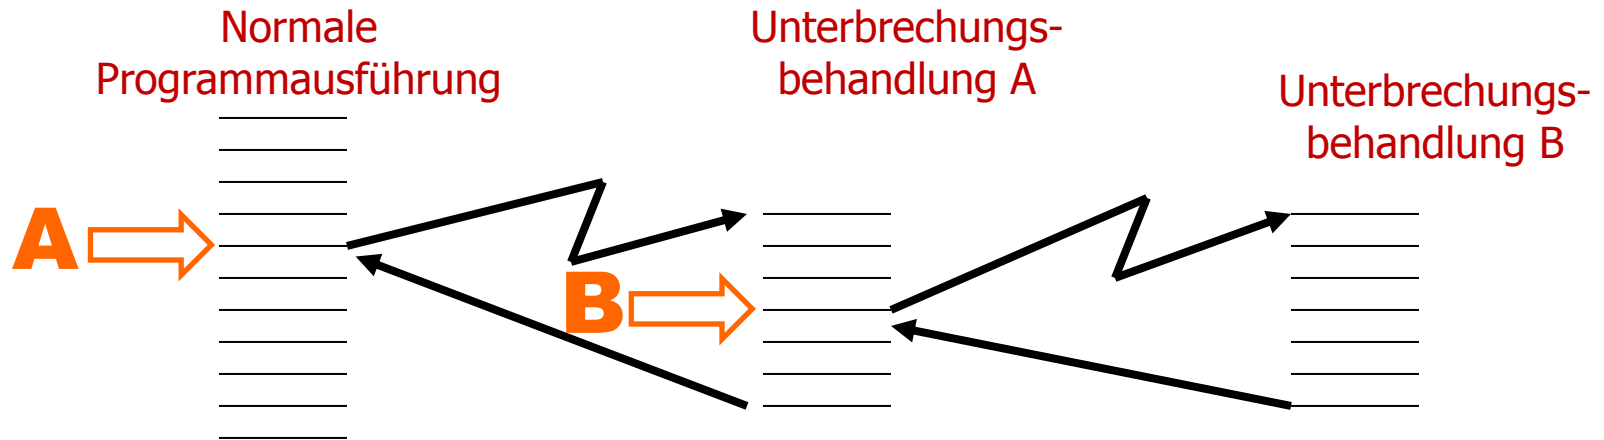 Normale
Programmausführung
Unterbrechungs-
behandlung A
Unterbrechungs-
behandlung B
A
B